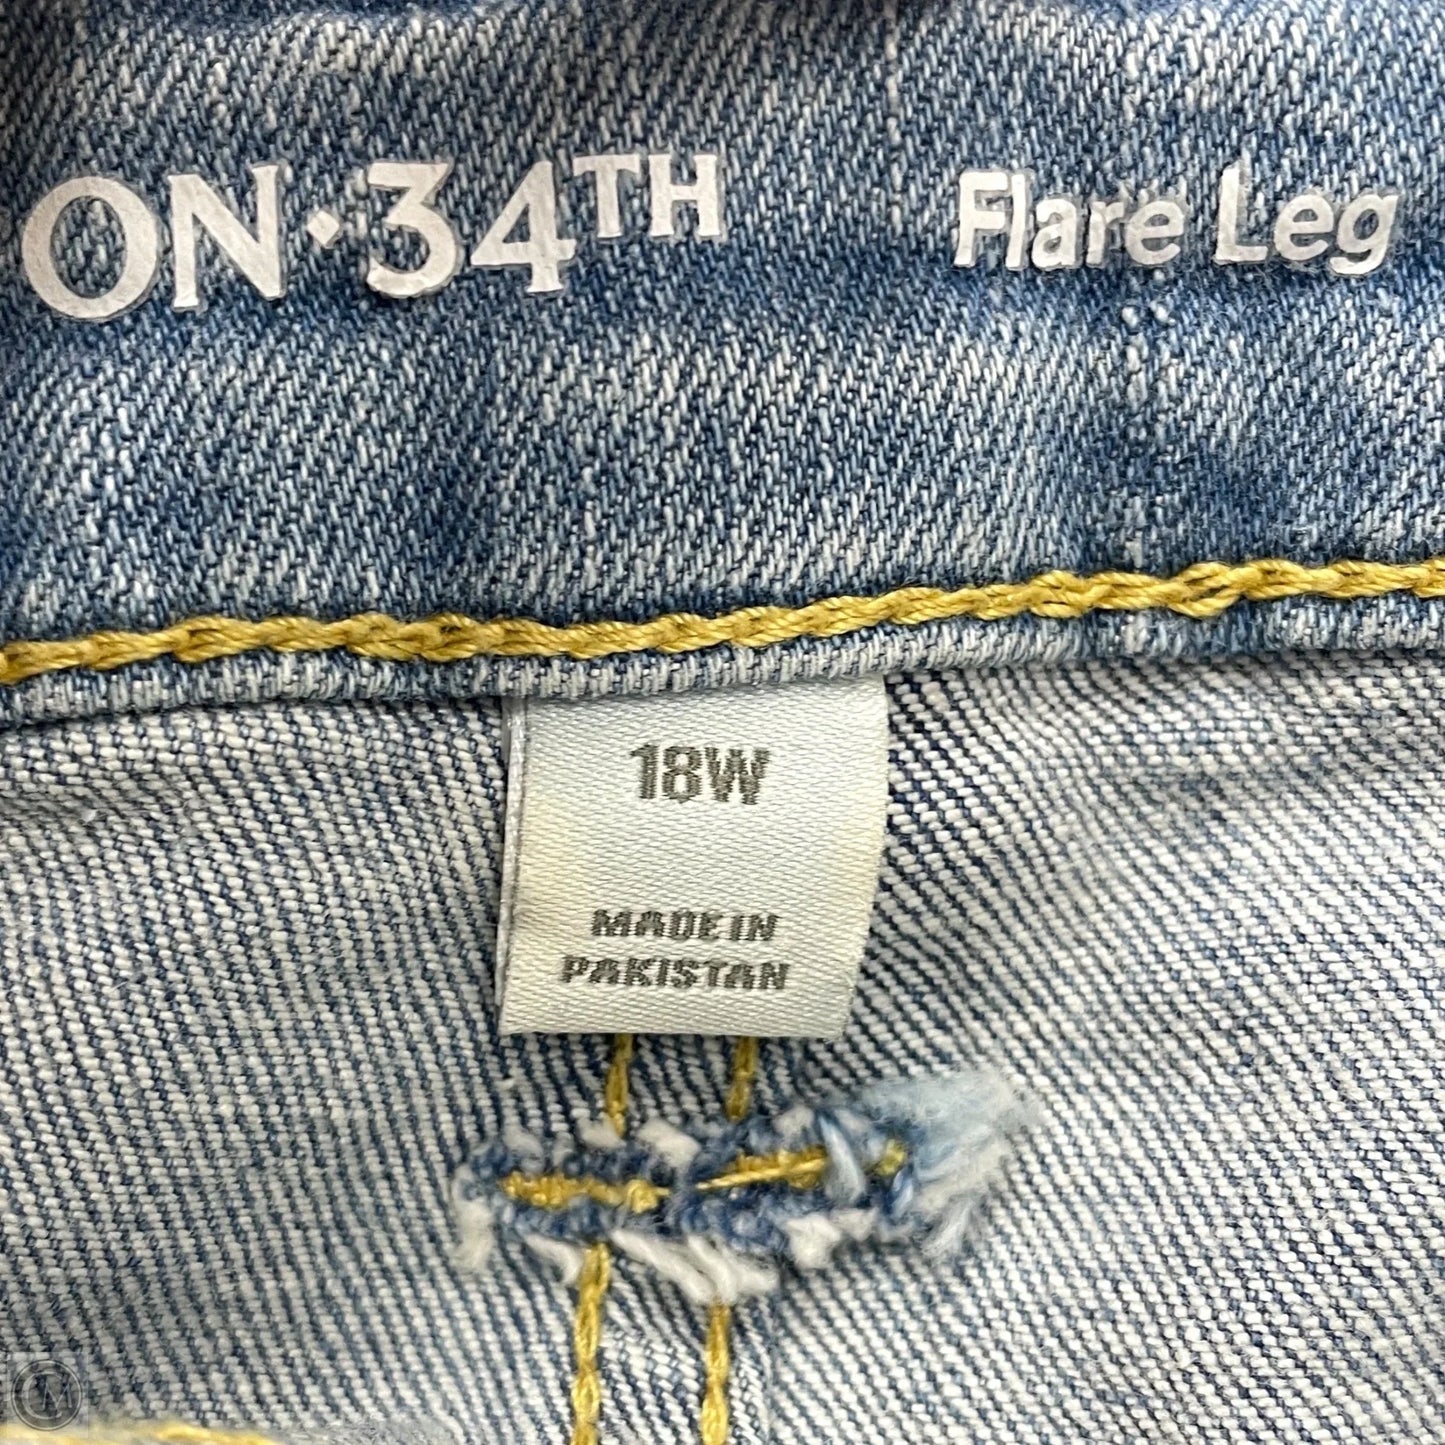 ON·34TH Flare Leg
18W
MADE IN
PAKISTAN